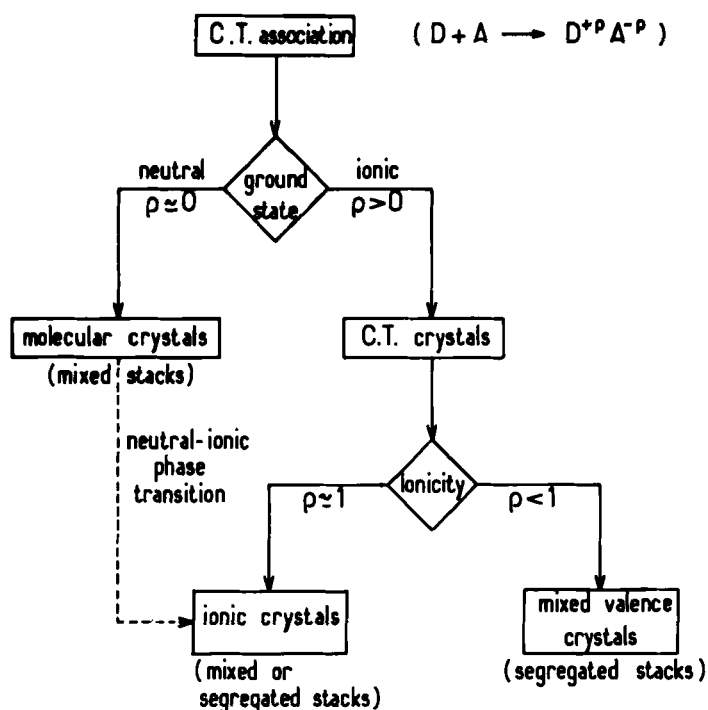 C.T. association
( D + A ⟶ D⁺ᵖ A⁻ᵖ )
neutral
ρ≃0
ground
state
ionic
ρ>0
molecular crystals
(mixed stacks)
C.T. crystals
neutral-ionic
phase
transition
Ionicity
ρ≃1
ρ<1
ionic crystals
(mixed or
segregated stacks)
mixed valence
crystals
(segregated stacks)